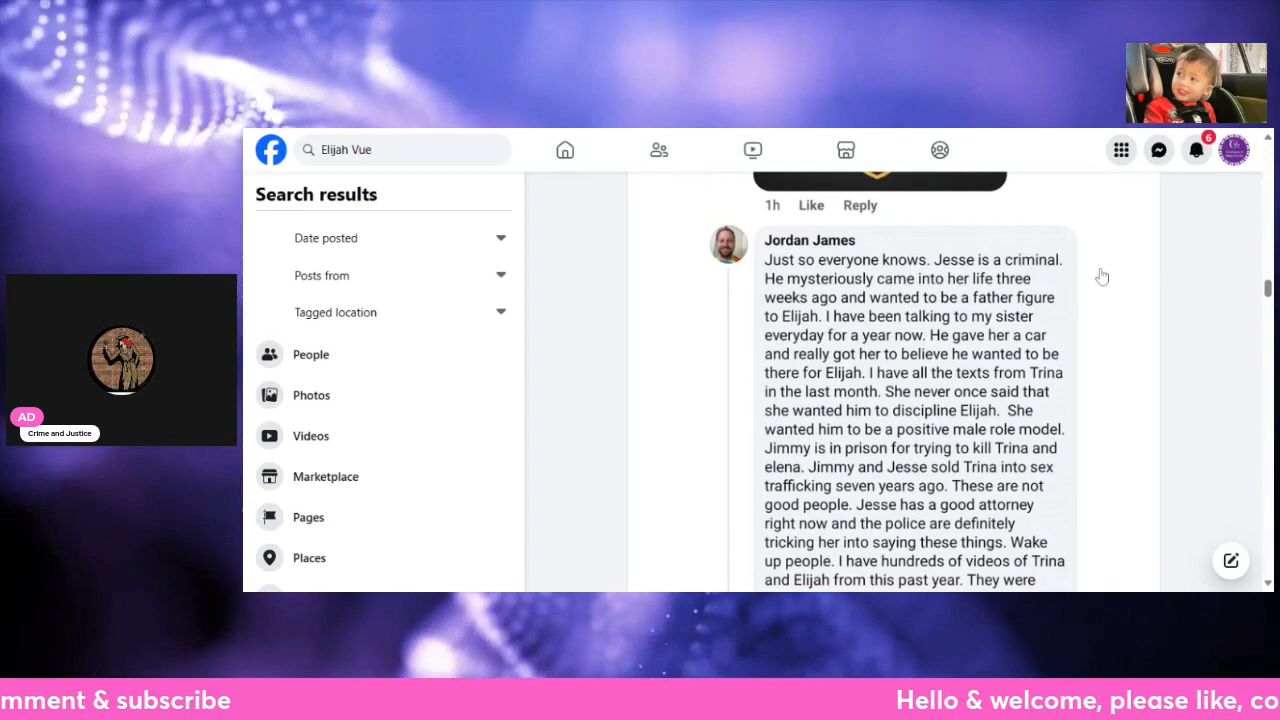 Elijah Vue
6
Search results
Date posted
Posts from
Tagged location
People
Photos
Videos
Marketplace
Pages
Places
1h Like Reply
Jordan James
Just so everyone knows. Jesse is a criminal.
He mysteriously came into her life three
weeks ago and wanted to be a father figure
to Elijah. I have been talking to my sister
everyday for a year now. He gave her a car
and really got her to believe he wanted to be
there for Elijah. I have all the texts from Trina
in the last month. She never once said that
she wanted him to discipline Elijah. She
wanted him to be a positive male role model.
Jimmy is in prison for trying to kill Trina and
elena. Jimmy and Jesse sold Trina into sex
trafficking seven years ago. These are not
good people. Jesse has a good attorney
right now and the police are definitely
tricking her into saying these things. Wake
up people. I have hundreds of videos of Trina
and Elijah from this past year. They were
AD
Crime and Justice
mment & subscribe
Hello & welcome, please like, co